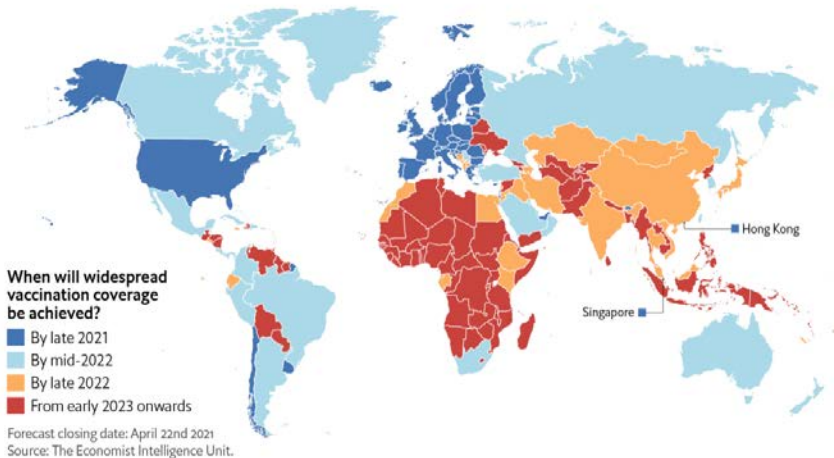 Hong Kong
Singapore
When will widespread
vaccination coverage
be achieved?
By late 2021
By mid-2022
By late 2022
From early 2023 onwards
Forecast closing date: April 22nd 2021
Source: The Economist Intelligence Unit.